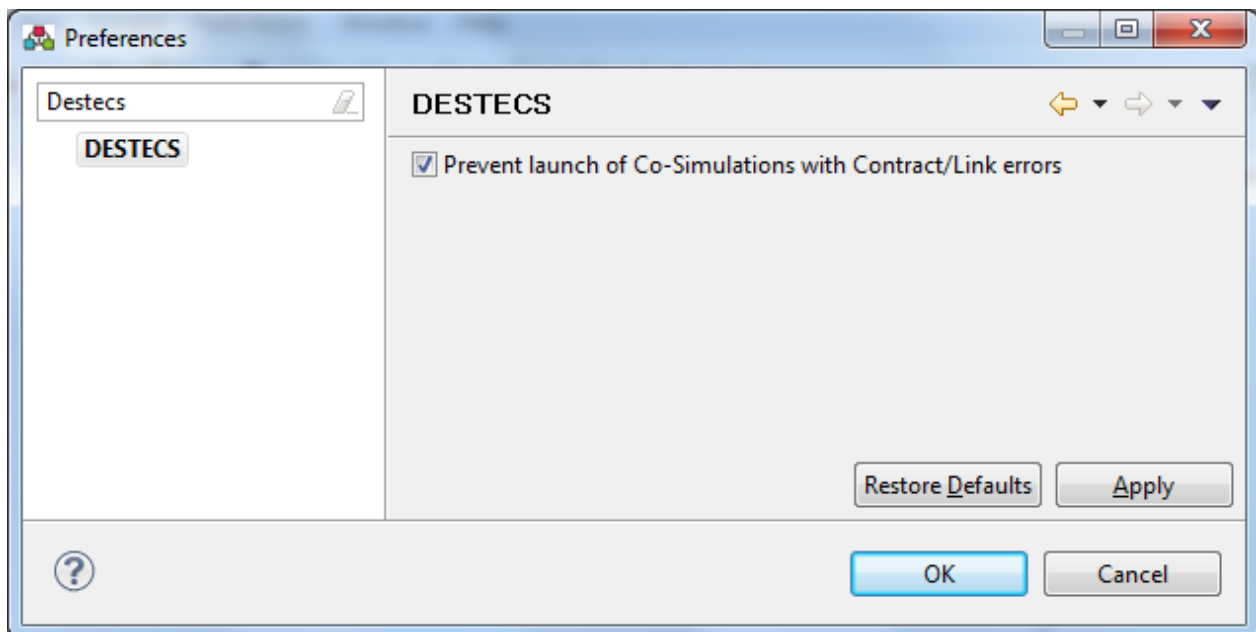 Preferences
Destecs
DESTECS
DESTECS
Prevent launch of Co-Simulations with Contract/Link errors
Restore Defaults
Apply
OK
Cancel